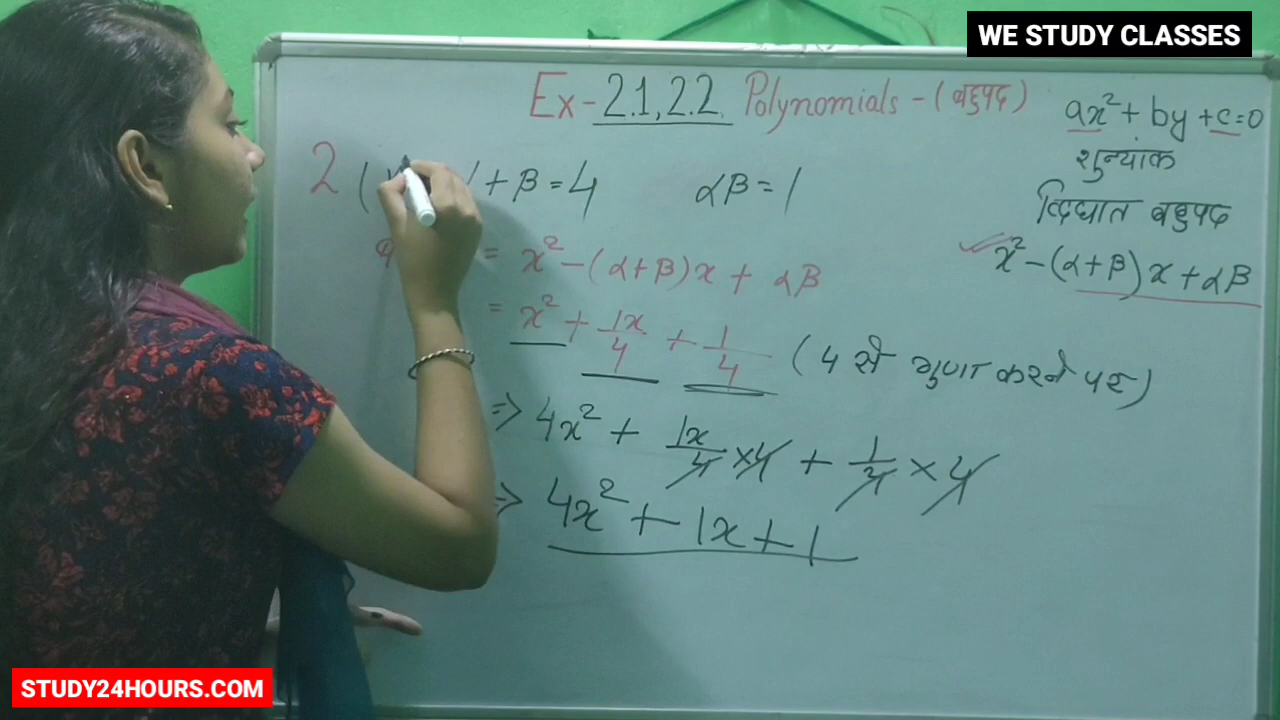 WE STUDY CLASSES
Ex-2.1,2.2. Polynomials-(बहुपद)
ax²+by+c=0
शुन्यांक
द्विघात बहुपद
x²-(α+β)x+αβ
2 ( +β=4 αβ=1
= x²-(α+β)x+αβ
= x²+1x/4+1/4 (4 से गुणा करने पर)
⇒ 4x²+1x/4×4+1/4×4
⇒ 4x²+1x+1
STUDY24HOURS.COM